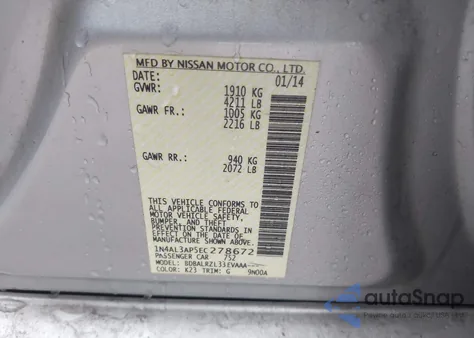 MFD BY NISSAN MOTOR CO., LTD.
DATE: 01/14
GVWR: 1910 KG
4211 LB
GAWR FR.: 1005 KG
2216 LB
GAWR RR.: 940 KG
2072 LB
THIS VEHICLE CONFORMS TO
ALL APPLICABLE FEDERAL
MOTOR VEHICLE SAFETY,
BUMPER, AND THEFT
PREVENTION STANDARDS IN
EFFECT ON THE DATE OF
MANUFACTURE SHOWN ABOVE.
1N4AL3AP5EC278672
PASSENGER CAR 752
MODEL: BDBALRZL33EVAAA
COLOR: K23 TRIM: G 9N00A
autoSnap